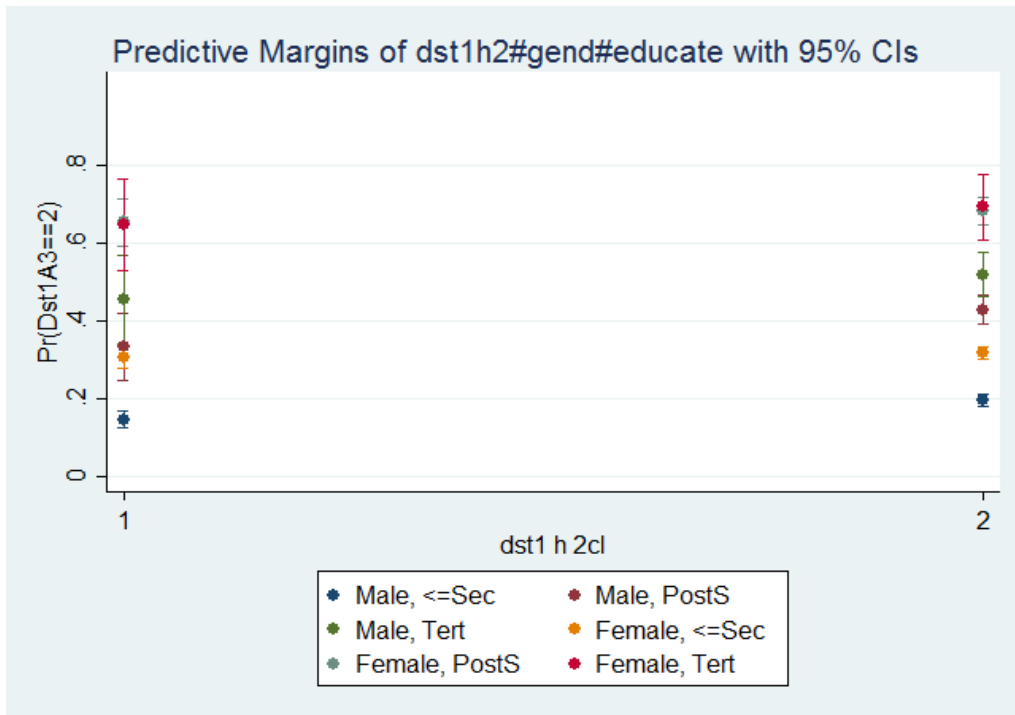 Predictive Margins of dst1h2#gend#educate with 95% CIs
Pr(Dst1A3==2)
.8
.6
.4
.2
0
1 2
dst1 h 2cl
Male, <=Sec Male, PostS
Male, Tert Female, <=Sec
Female, PostS Female, Tert